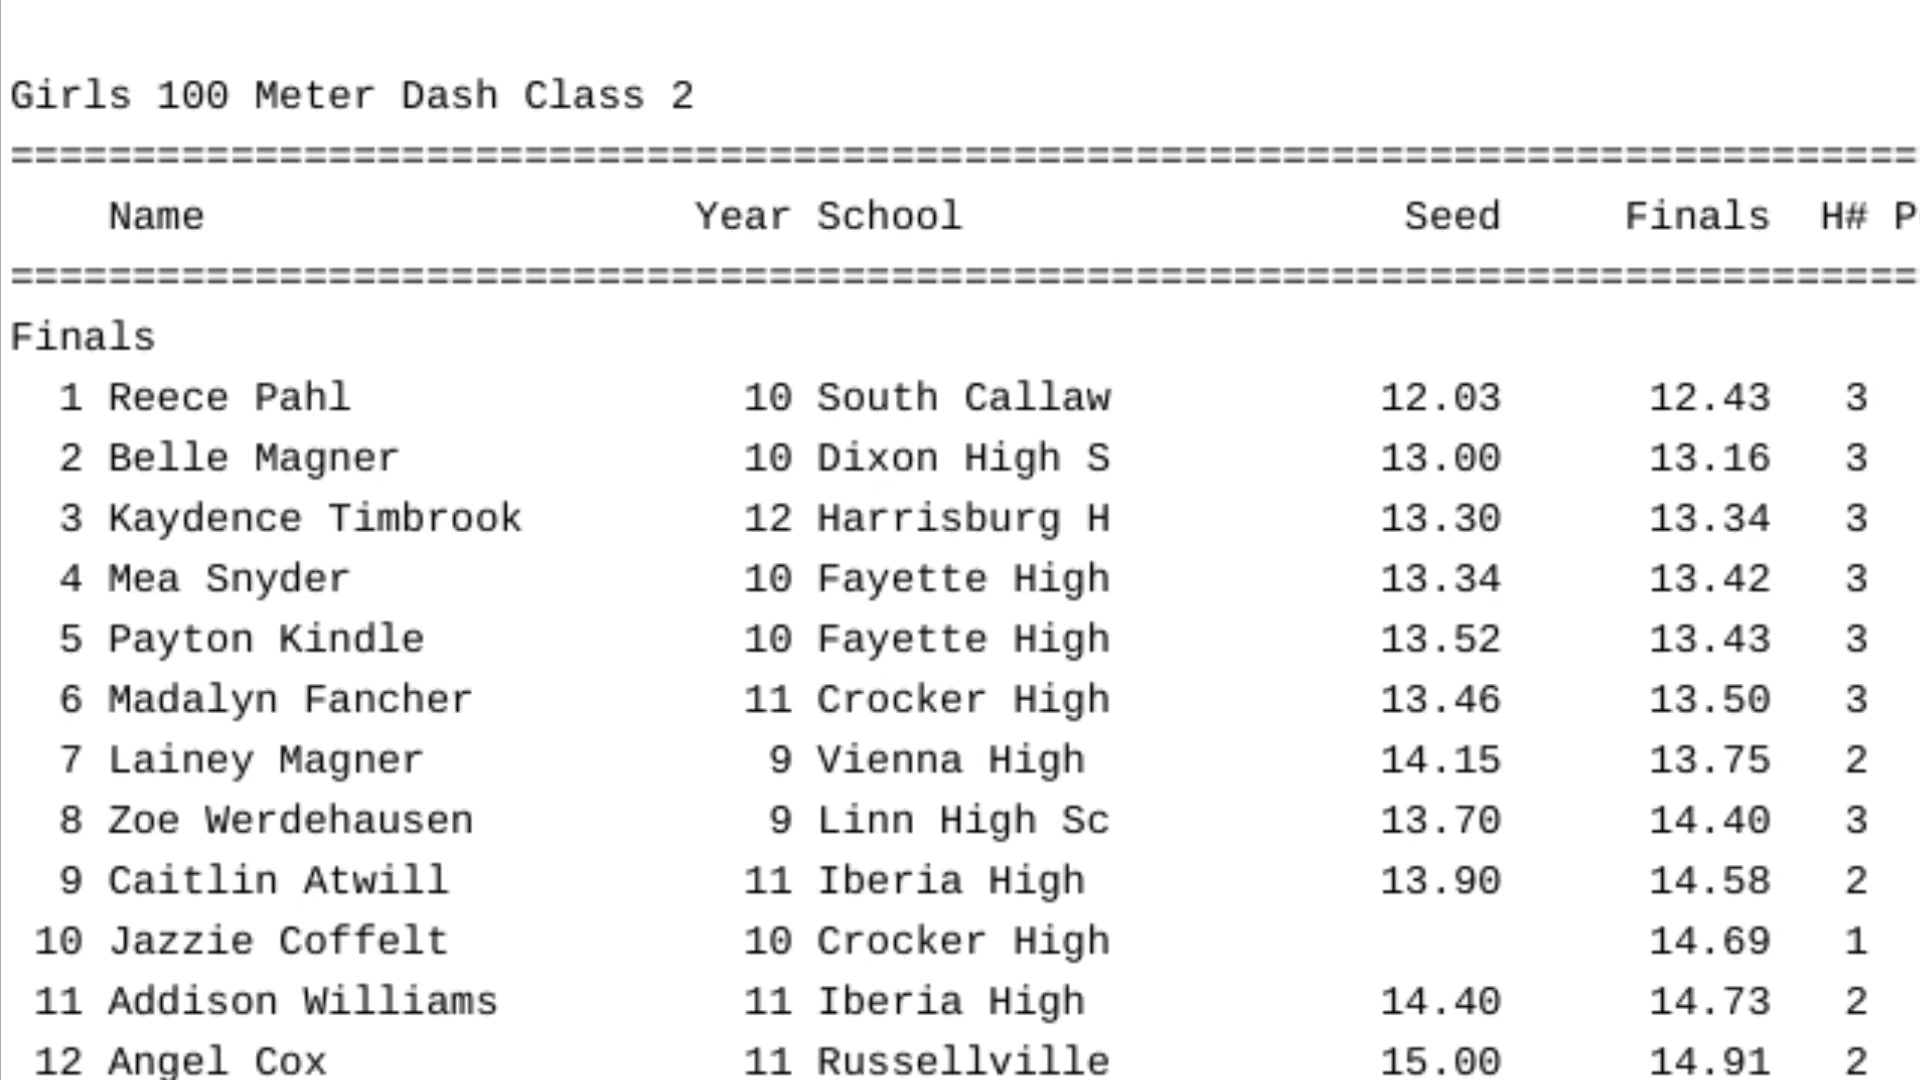 Girls 100 Meter Dash Class 2
==============================================================================
Name Year School Seed Finals H#
==============================================================================
Finals
1 Reece Pahl 10 South Callaw 12.03 12.43 3
2 Belle Magner 10 Dixon High S 13.00 13.16 3
3 Kaydence Timbrook 12 Harrisburg H 13.30 13.34 3
4 Mea Snyder 10 Fayette High 13.34 13.42 3
5 Payton Kindle 10 Fayette High 13.52 13.43 3
6 Madalyn Fancher 11 Crocker High 13.46 13.50 3
7 Lainey Magner 9 Vienna High 14.15 13.75 2
8 Zoe Werdehausen 9 Linn High Sc 13.70 14.40 3
9 Caitlin Atwill 11 Iberia High 13.90 14.58 2
10 Jazzie Coffelt 10 Crocker High 14.69 1
11 Addison Williams 11 Iberia High 14.40 14.73 2
12 Angel Cox 11 Russellville 15.00 14.91 2